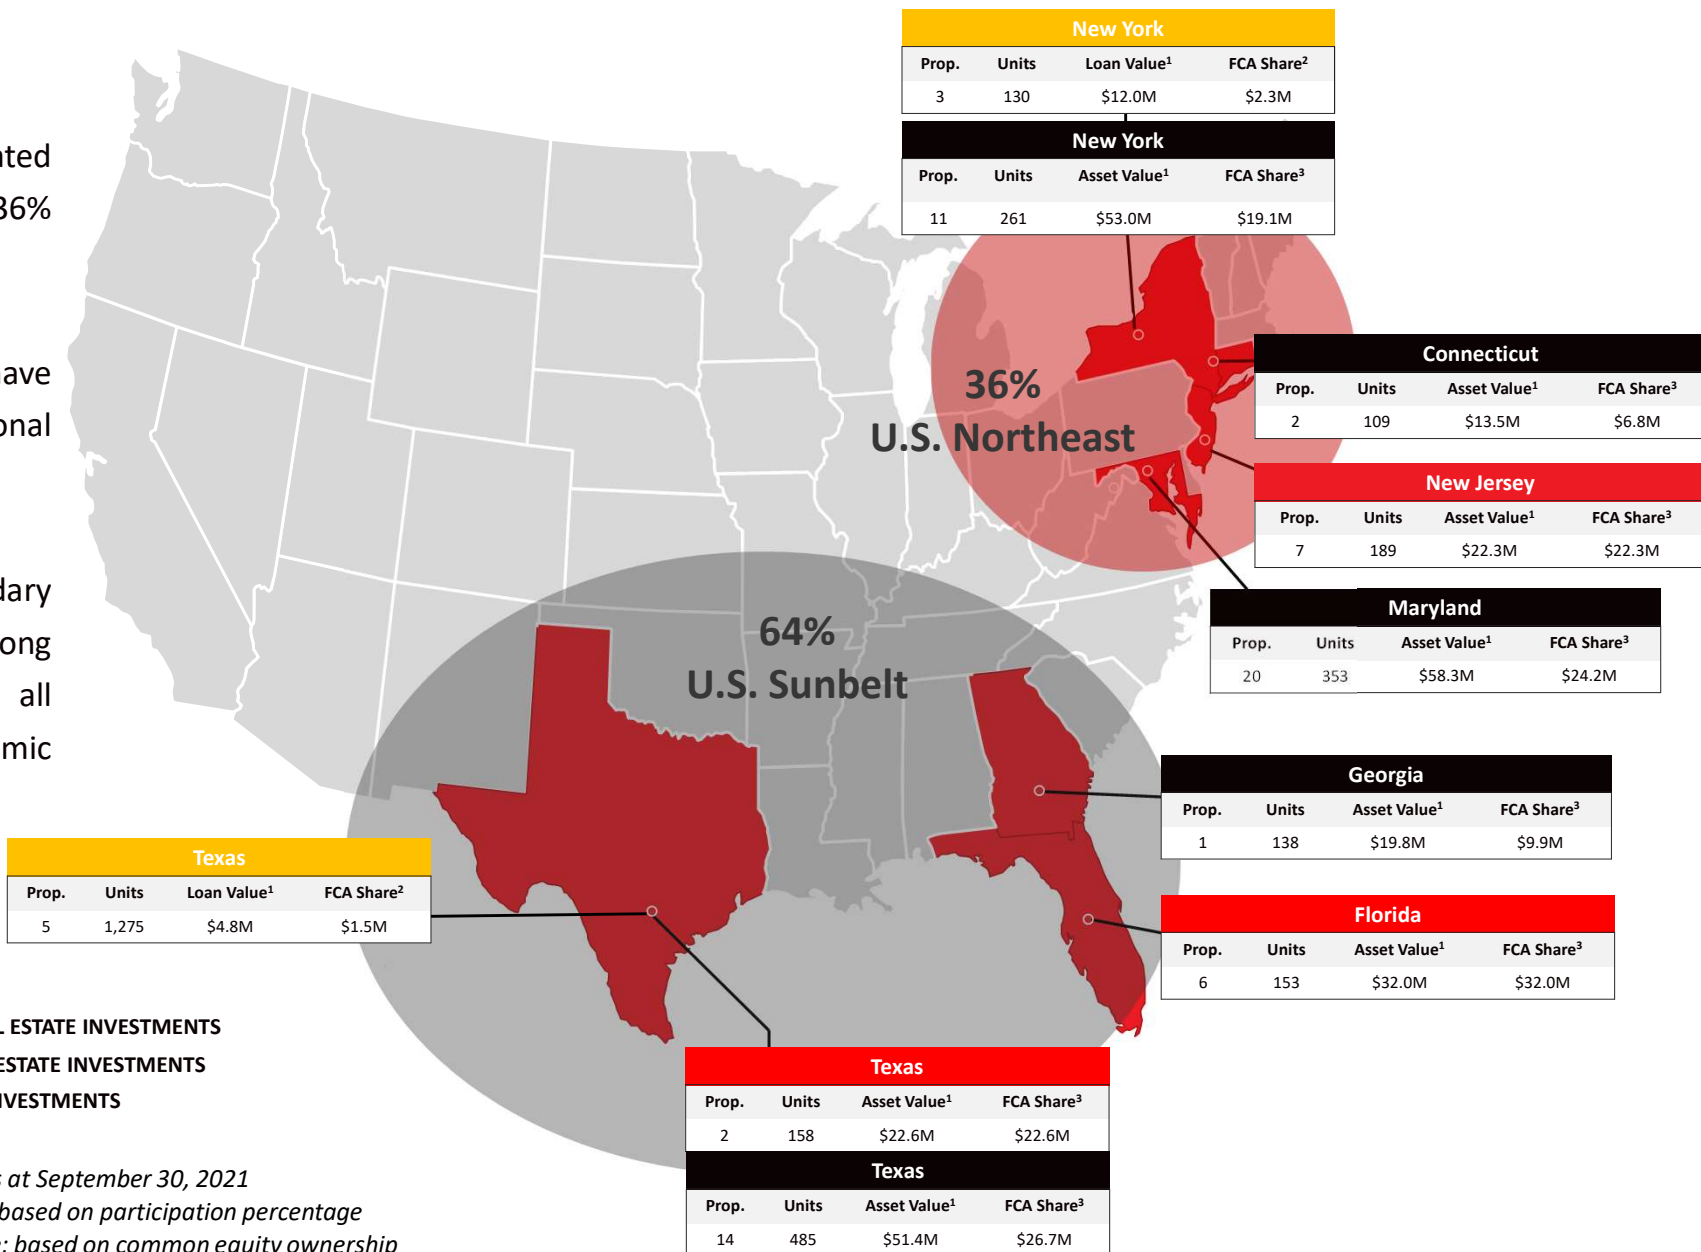 New York
Prop. Units Loan Value¹ FCA Share²
3 130 $12.0M $2.3M
New York
Prop. Units Asset Value¹ FCA Share³
11 261 $53.0M $19.1M
36%
have
36%
U.S. Northeast
Connecticut
Prop. Units Asset Value¹ FCA Share³
2 109 $13.5M $6.8M
New Jersey
Prop. Units Asset Value¹ FCA Share³
7 189 $22.3M $22.3M
Maryland
Prop. Units Asset Value¹ FCA Share³
20 353 $58.3M $24.2M
all
64%
U.S. Sunbelt
Georgia
Prop. Units Asset Value¹ FCA Share³
1 138 $19.8M $9.9M
Texas
Prop. Units Loan Value¹ FCA Share²
5 1,275 $4.8M $1.5M
Florida
Prop. Units Asset Value¹ FCA Share³
6 153 $32.0M $32.0M
ESTATE INVESTMENTS
ESTATE INVESTMENTS
Texas
Prop. Units Asset Value¹ FCA Share³
2 158 $22.6M $22.6M
Texas
Prop. Units Asset Value¹ FCA Share³
14 485 $51.4M $26.7M
at September 30, 2021
based on participation percentage
based on common equity ownership